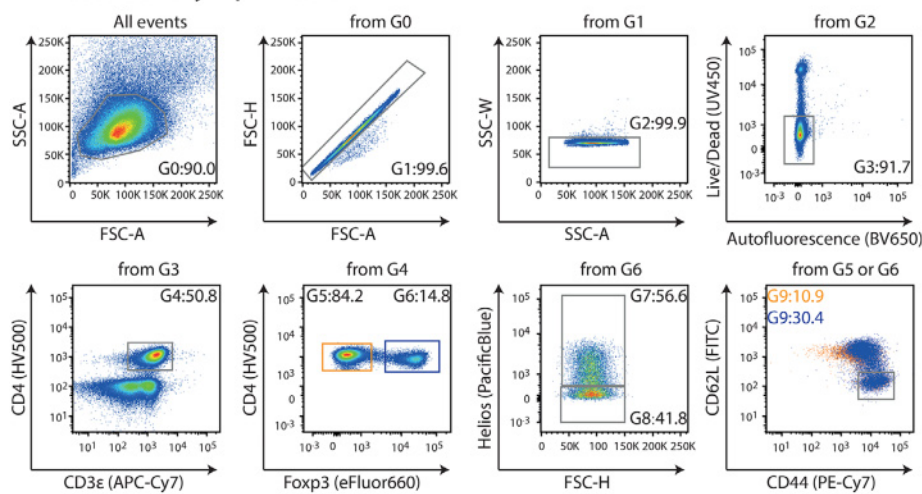 All events
from G0
from G1
from G2
SSC-A
250K
200K
150K
100K
50K
0
G0:90.0
0 50K 100K 150K 200K 250K
FSC-A
FSC-H
250K
200K
150K
100K
50K
0
G1:99.6
0 50K 100K 150K 200K 250K
FSC-A
SSC-W
250K
200K
150K
100K
50K
0
G2:99.9
0 50K 100K 150K 200K 250K
SSC-A
Live/Dead (UV450)
10⁵
10⁴
10³
0
10⁻³
G3:91.7
10⁻³ 0 10³ 10⁴ 10⁵
Autofluorescence (BV650)
from G3
from G4
from G6
from G5 or G6
CD4 (HV500)
10⁵
10⁴
10³
10²
10¹
G4:50.8
10¹ 10² 10³ 10⁴ 10⁵
CD3ε (APC-Cy7)
CD4 (HV500)
10⁵
10⁴
10³
0
10⁻³
G5:84.2 G6:14.8
10⁻³ 0 10³ 10⁴ 10⁵
Foxp3 (eFluor660)
Helios (PacificBlue)
10⁵
10⁴
10³
0
10⁻³
G7:56.6
G8:41.8
50K 100K 150K 200K 250K
FSC-H
CD62L (FITC)
10⁵
10⁴
10³
10²
10¹
G9:10.9
G9:30.4
10¹ 10² 10³ 10⁴ 10⁵
CD44 (PE-Cy7)